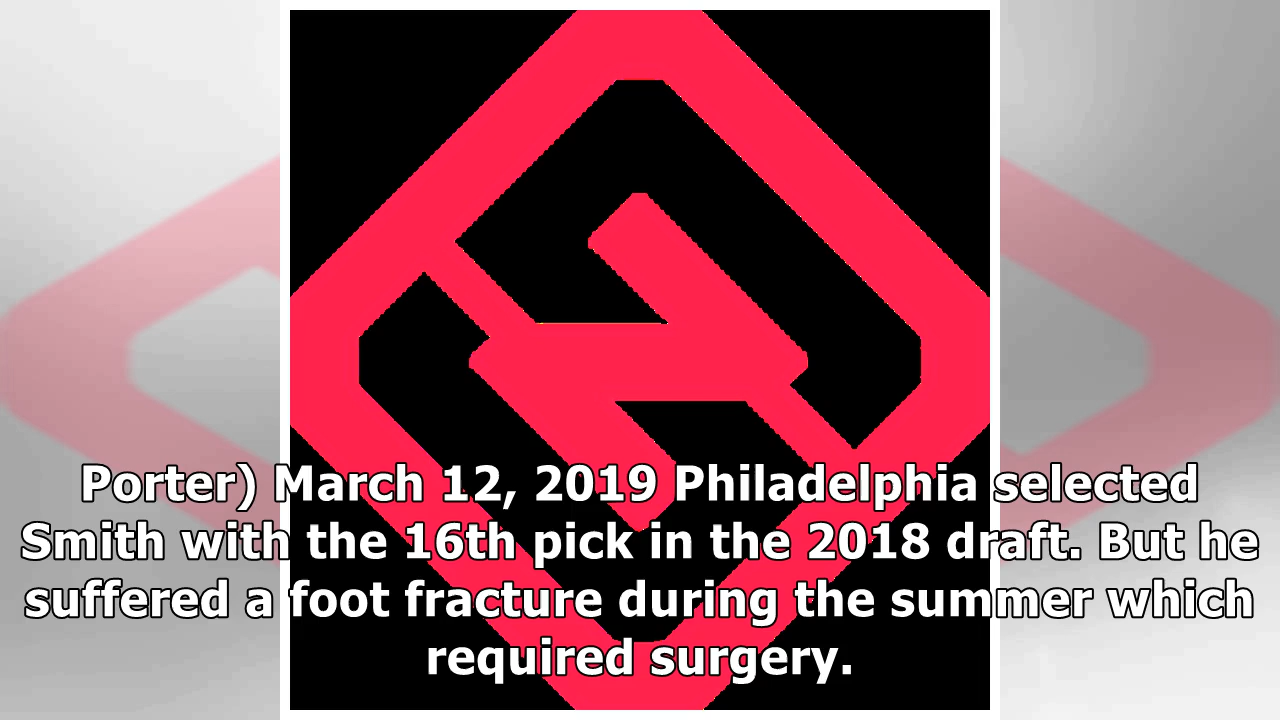 Porter) March 12, 2019 Philadelphia selected
Smith with the 16th pick in the 2018 draft. But he
suffered a foot fracture during the summer which
required surgery.